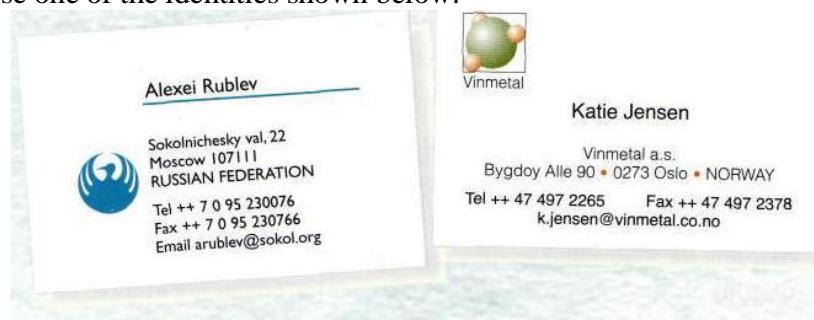 se one of the identities shown below.
Alexei Rublev
Sokolnichesky val, 22
Moscow 107111
RUSSIAN FEDERATION
Tel ++ 7 0 95 230076
Fax ++ 7 0 95 230766
Email arublev@sokol.org
Vinmetal
Katie Jensen
Vinmetal a.s.
Bygdoy Alle 90 • 0273 Oslo • NORWAY
Tel ++ 47 497 2265 Fax ++ 47 497 2378
k.jensen@vinmetal.co.no